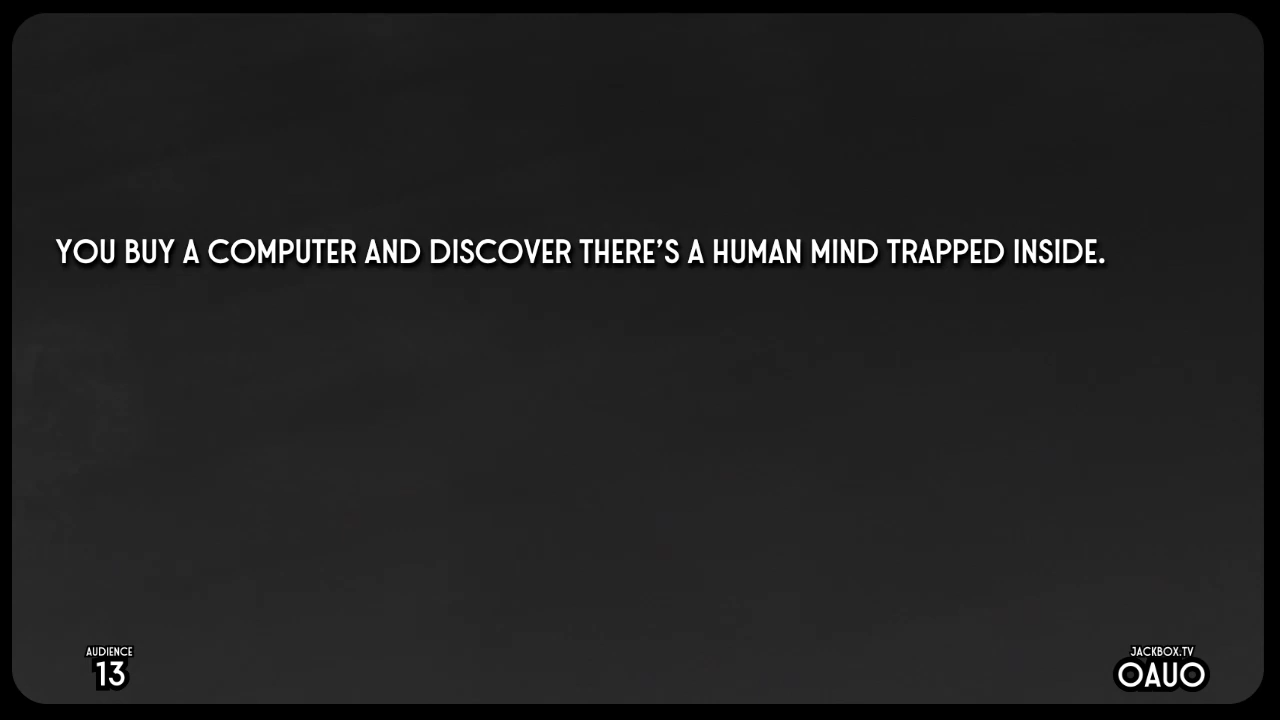 YOU BUY A COMPUTER AND DISCOVER THERE'S A HUMAN MIND TRAPPED INSIDE.
AUDIENCE
13
JACKBOX.TV
OAUO